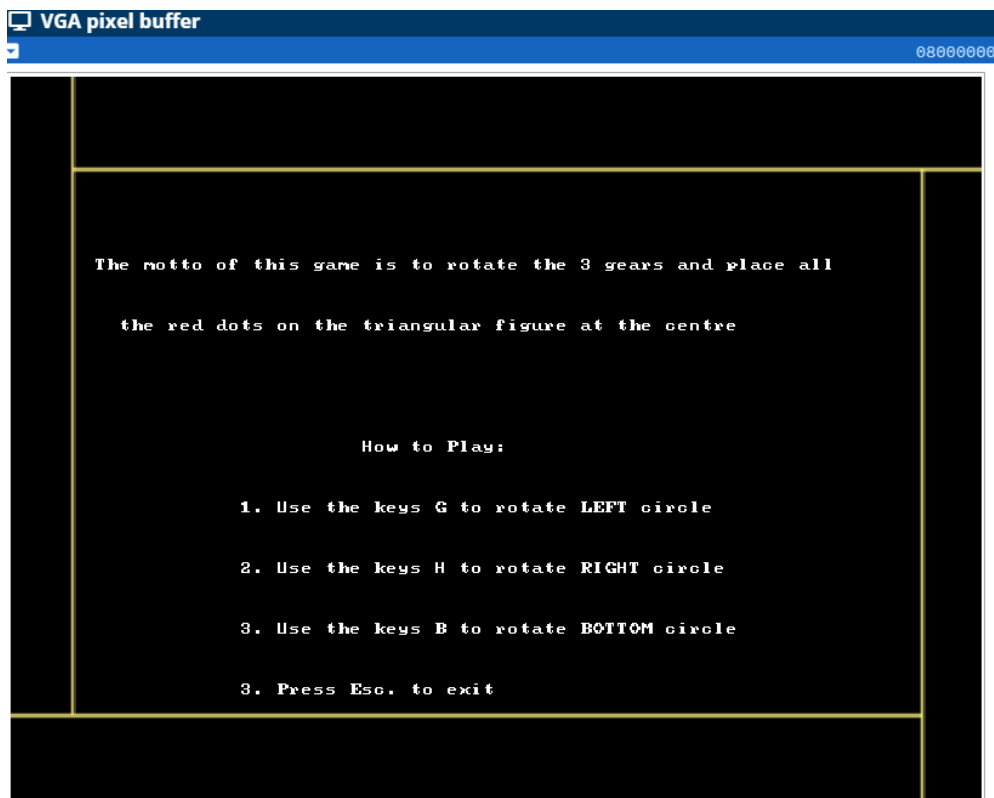 VGA pixel buffer
08000000
The motto of this game is to rotate the 3 gears and place all
the red dots on the triangular figure at the centre
How to Play:
1. Use the keys G to rotate LEFT circle
2. Use the keys H to rotate RIGHT circle
3. Use the keys B to rotate BOTTOM circle
3. Press Esc. to exit